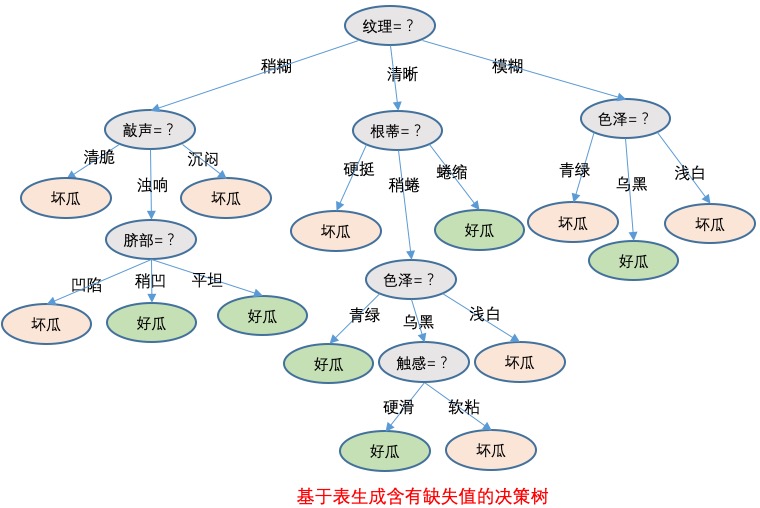 纹理=？
稍糊
清晰
模糊
敲声=？
根蒂=？
色泽=？
清脆
浊响
沉闷
硬挺
稍蜷
蜷缩
青绿
乌黑
浅白
坏瓜
坏瓜
坏瓜
好瓜
坏瓜
坏瓜
好瓜
脐部=？
色泽=？
凹陷
稍凹
平坦
青绿
乌黑
浅白
坏瓜
好瓜
好瓜
好瓜
触感=？
坏瓜
硬滑
软粘
好瓜
坏瓜
基于表生成含有缺失值的决策树